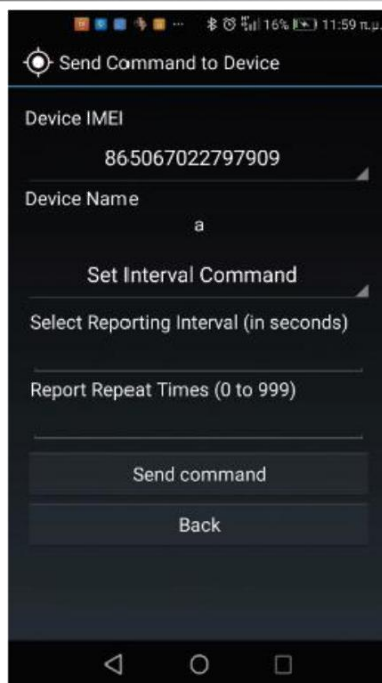 16% 11:59 π.μ.
Send Command to Device
Device IMEI
865067022797909
Device Name
a
Set Interval Command
Select Reporting Interval (in seconds)
Report Repeat Times (0 to 999)
Send command
Back